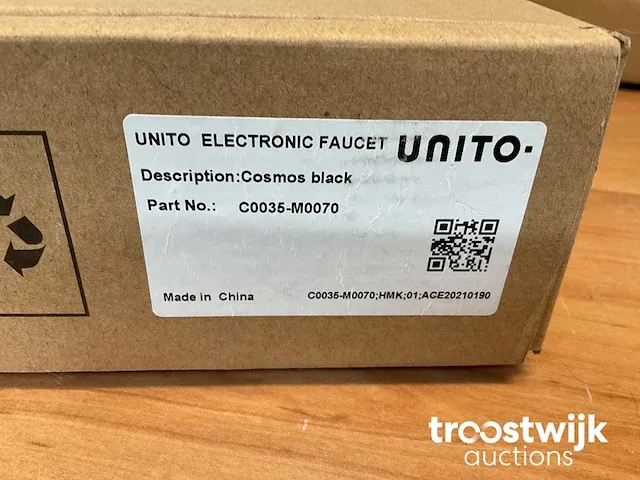 UNITO ELECTRONIC FAUCET UNITO.
Description:Cosmos black
Part No.: C0035-M0070
Made in China C0035-M0070;HMK;01;ACE20210190
troostwijk
auctions